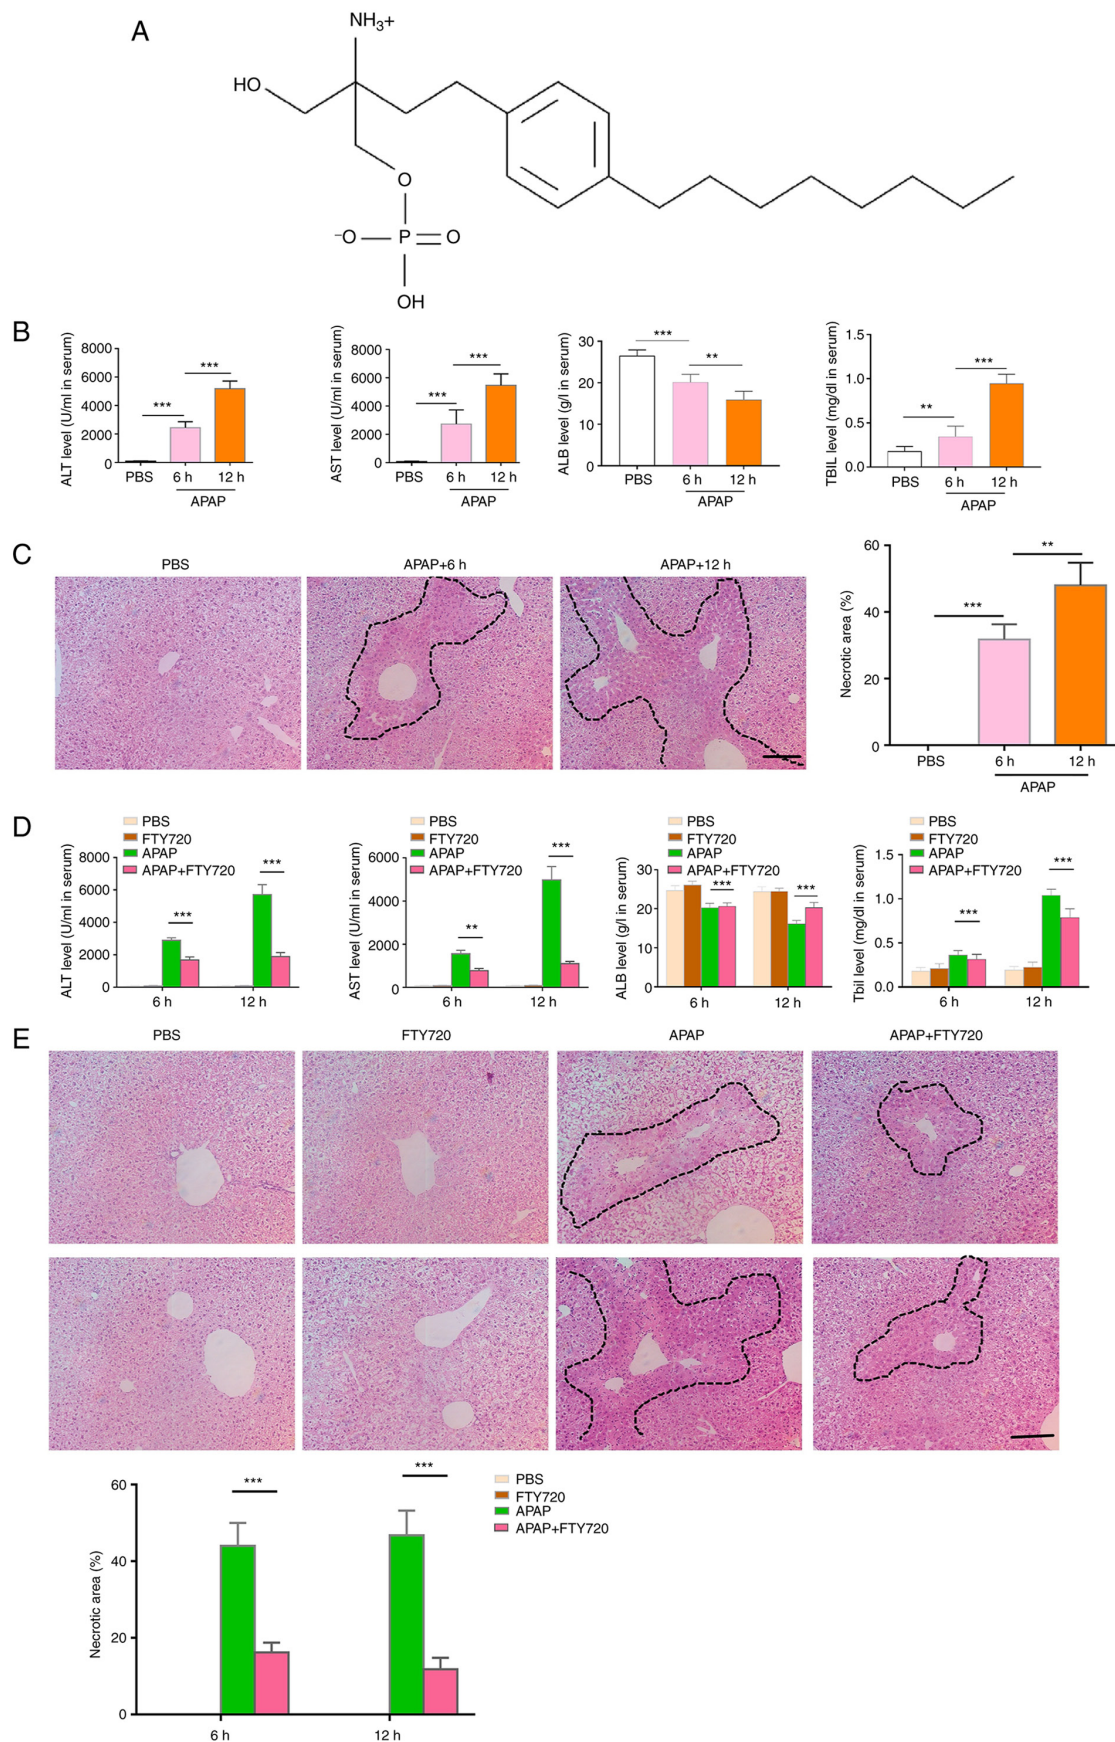 A
NH3+
HO
O
−O P O
OH
B
ALT level (U/ml in serum)
8000
6000
4000
2000
0
***
***
PBS 6 h 12 h
APAP
AST level (U/ml in serum)
8000
6000
4000
2000
0
***
***
PBS 6 h 12 h
APAP
ALB level (g/l in serum)
30
20
10
0
***
**
PBS 6 h 12 h
APAP
TBIL level (mg/dl in serum)
1.5
1.0
0.5
0.0
**
***
PBS 6 h 12 h
APAP
C
PBS
APAP+6 h
APAP+12 h
Necrotic area (%)
60
40
20
0
***
**
PBS 6 h 12 h
APAP
D
PBS
FTY720
APAP
APAP+FTY720
ALT level (U/ml in serum)
8000
6000
4000
2000
0
***
***
6 h 12 h
PBS
FTY720
APAP
APAP+FTY720
AST level (U/ml in serum)
6000
4000
2000
0
**
***
6 h 12 h
PBS
FTY720
APAP
APAP+FTY720
ALB level (g/l in serum)
30
20
10
0
***
***
6 h 12 h
PBS
FTY720
APAP
APAP+FTY720
Tbil level (mg/dl in serum)
1.5
1.0
0.5
0.0
***
***
6 h 12 h
E
PBS
FTY720
APAP
APAP+FTY720
Necrotic area (%)
60
40
20
0
***
***
6 h 12 h
PBS
FTY720
APAP
APAP+FTY720